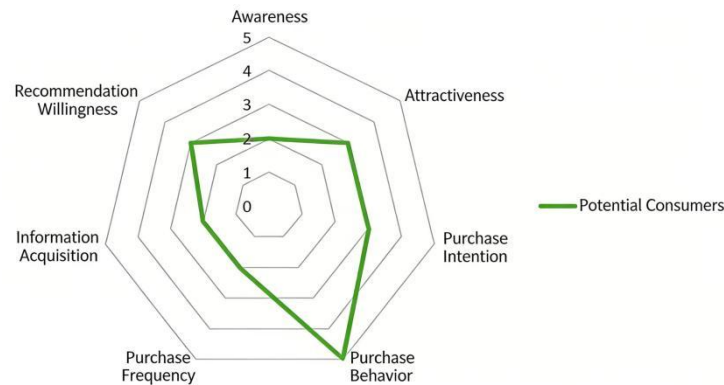 Awareness
5
4
3
2
1
0
Recommendation
Willingness
Attractiveness
Information
Acquisition
Purchase
Intention
Purchase
Frequency
Purchase
Behavior
Potential Consumers